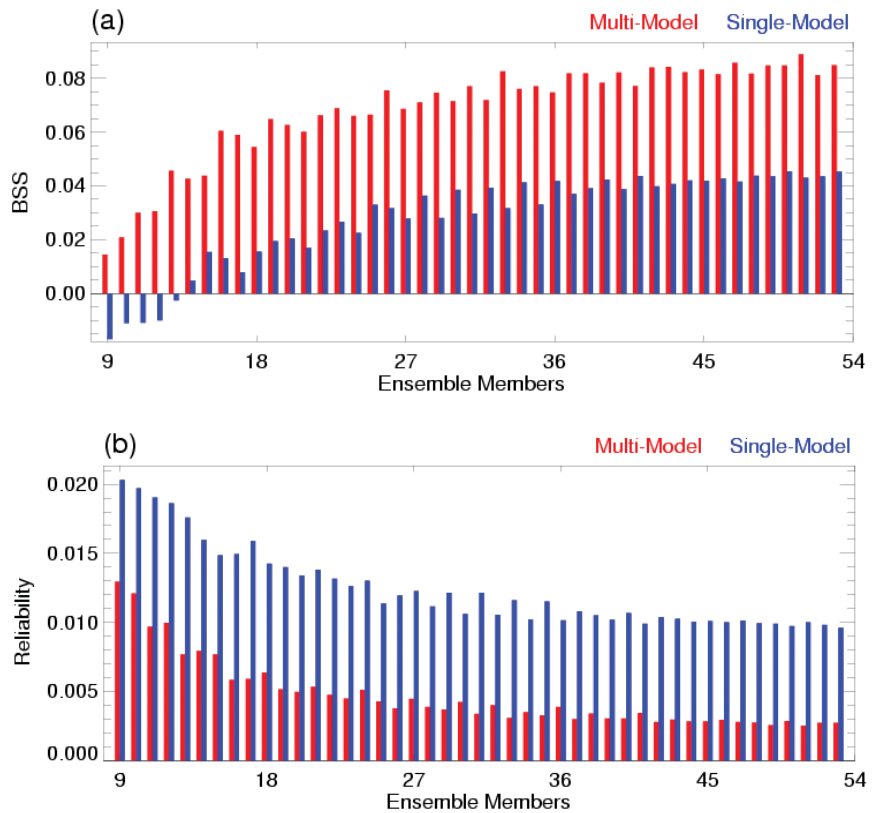 (a)
Multi-Model Single-Model
BSS
0.08
0.06
0.04
0.02
0.00
9 18 27 36 45 54
Ensemble Members
(b)
Multi-Model Single-Model
Reliability
0.020
0.015
0.010
0.005
0.000
9 18 27 36 45 54
Ensemble Members